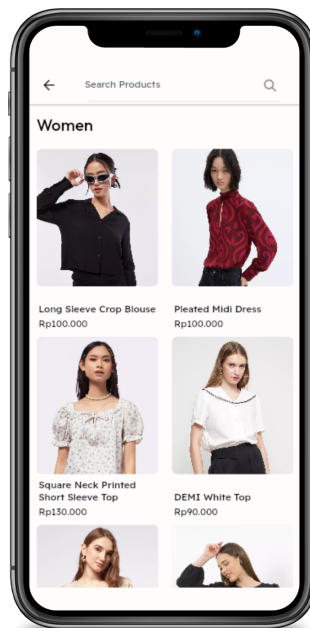 Search Products
Women
Long Sleeve Crop Blouse
Rp100.000
Pleated Midi Dress
Rp100.000
Square Neck Printed
Short Sleeve Top
Rp130.000
DEMI White Top
Rp90.000